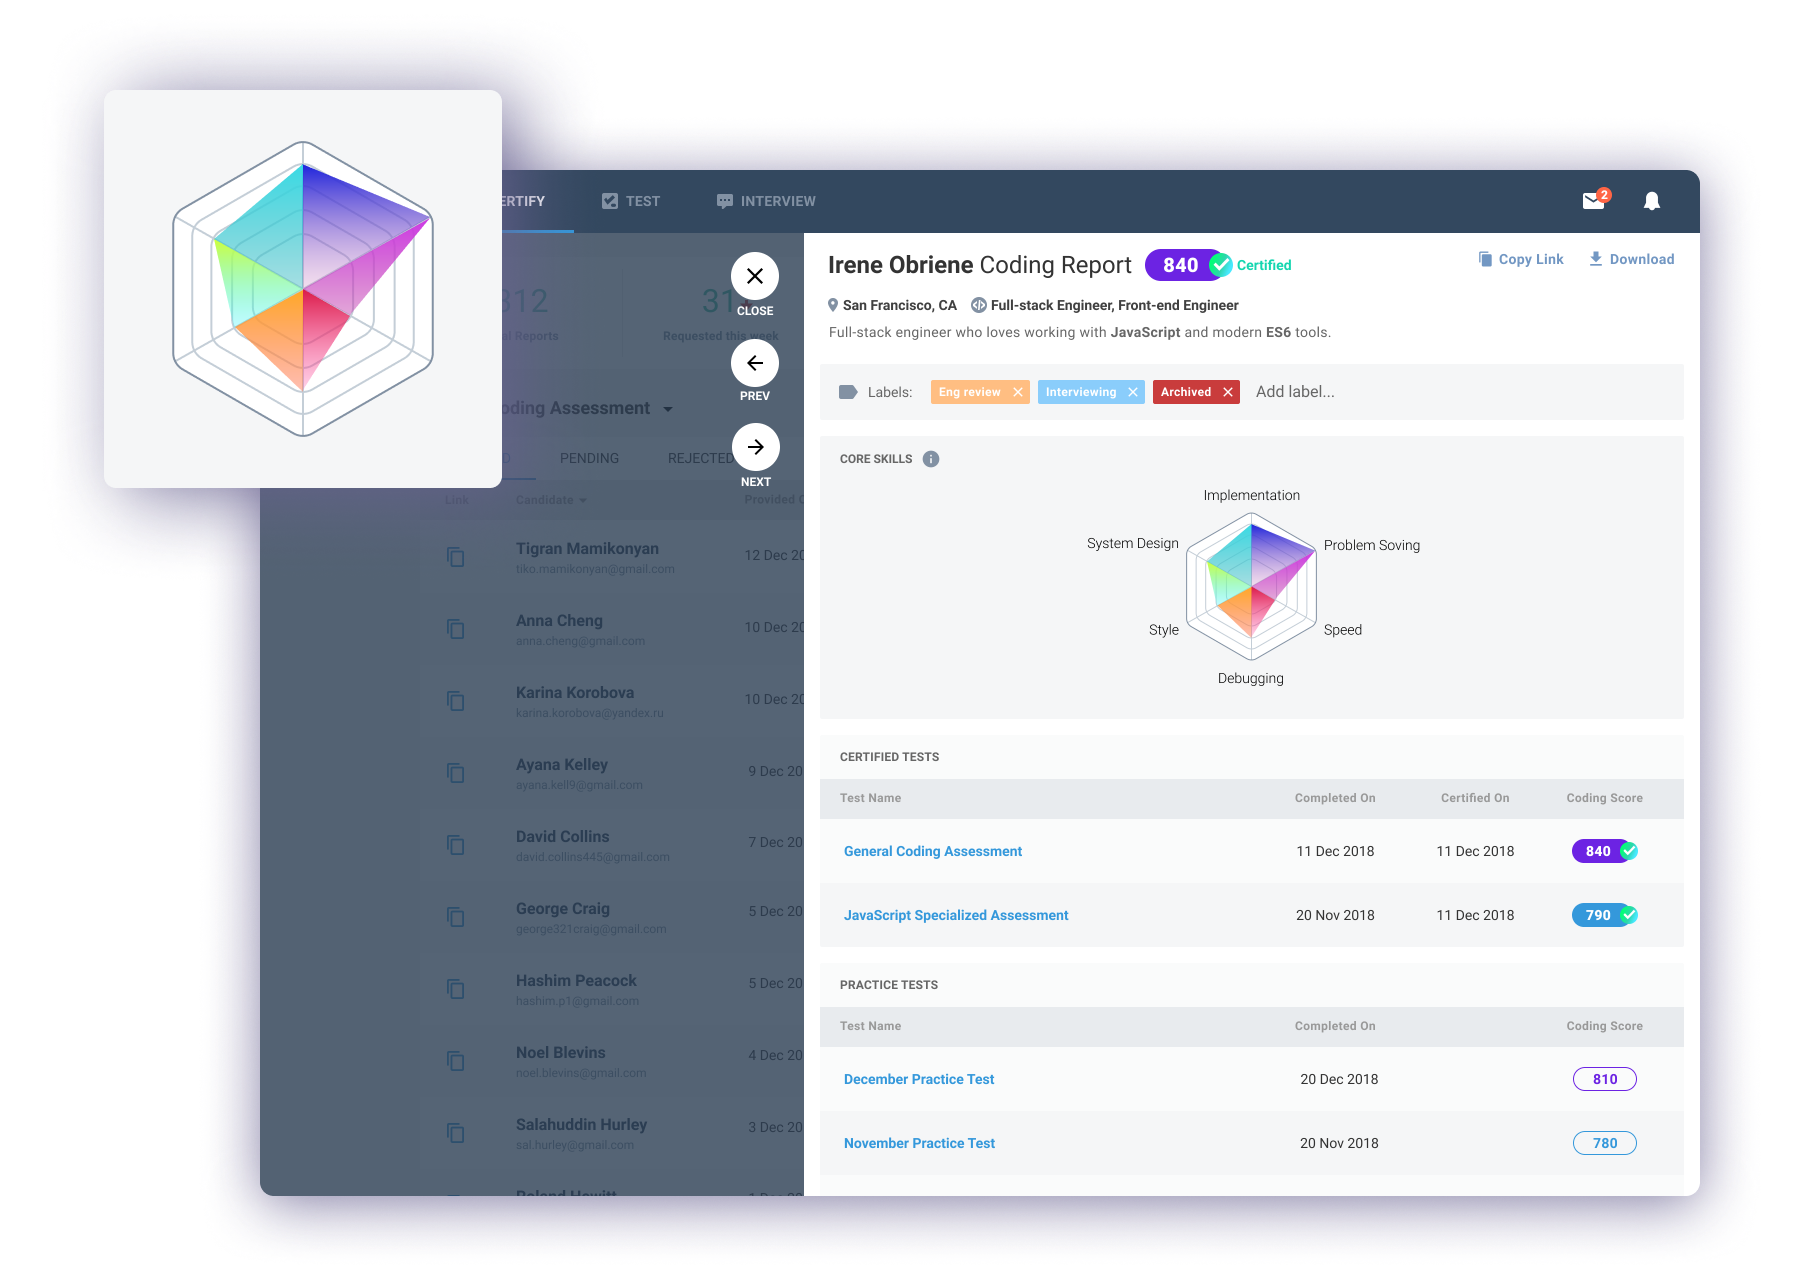 ERTIFY TEST INTERVIEW 2
312 31
al Reports Requested this week
CLOSE
PREV
NEXT
oding Assessment
PENDING REJECTED
Link Candidate Provided
Tigran Mamikonyan 12 Dec 20
tiko.mamikonyan@gmail.com
Anna Cheng 10 Dec 20
anna.cheng@gmail.com
Karina Korobova 10 Dec 20
karina.korobova@yandex.ru
Ayana Kelley 9 Dec 20
ayana.kell9@gmail.com
David Collins 7 Dec 20
david.collins445@gmail.com
George Craig 5 Dec 20
george321craig@gmail.com
Hashim Peacock 5 Dec 20
hashim.p1@gmail.com
Noel Blevins 4 Dec 20
noel.blevins@gmail.com
Salahuddin Hurley 3 Dec 20
sal.hurley@gmail.com
Irene Obriene Coding Report 840 Certified Copy Link Download
San Francisco, CA Full-stack Engineer, Front-end Engineer
Full-stack engineer who loves working with JavaScript and modern ES6 tools.
Labels: Eng review Interviewing Archived Add label...
CORE SKILLS
Implementation
System Design Problem Soving
Style Speed
Debugging
CERTIFIED TESTS
Test Name Completed On Certified On Coding Score
General Coding Assessment 11 Dec 2018 11 Dec 2018 840
JavaScript Specialized Assessment 20 Nov 2018 11 Dec 2018 790
PRACTICE TESTS
Test Name Completed On Coding Score
December Practice Test 20 Dec 2018 810
November Practice Test 20 Nov 2018 780